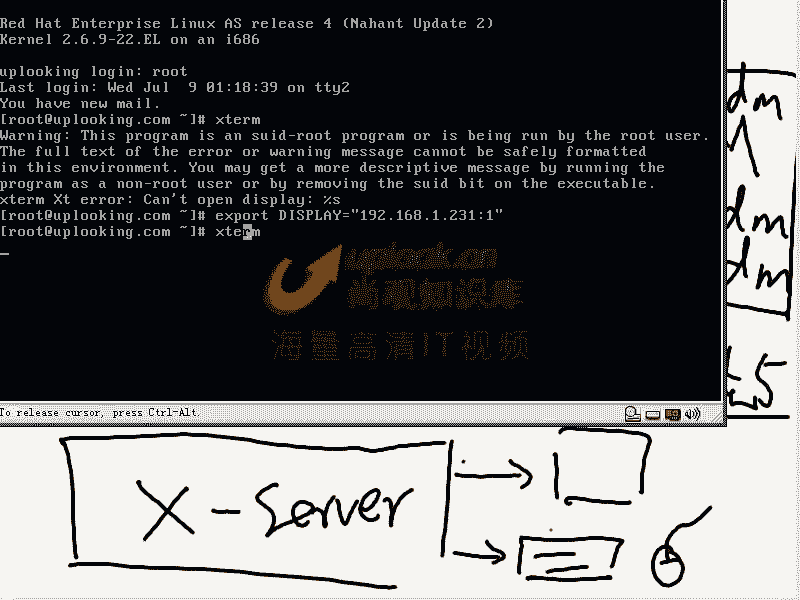 Red Hat Enterprise Linux AS release 4 (Nahant Update 2)
Kernel 2.6.9-22.EL on an i686
uplooking login: root
Last login: Wed Jul  9 01:18:39 on tty2
You have new mail.
[root@uplooking.com ~]# xterm
Warning: This program is an suid-root program or is being run by the root user.
The full text of the error or warning message cannot be safely formatted
in this environment. You may get a more descriptive message by running the
program as a non-root user or by removing the suid bit on the executable.
xterm Xt error: Can't open display: %s
[root@uplooking.com ~]# export DISPLAY="192.168.1.231:1"
[root@uplooking.com ~]# xterm
uplook.cn
尚观知识库
海量高清IT视频
dm
dm
dm
To release cursor, press Ctrl-Alt.
X-Server